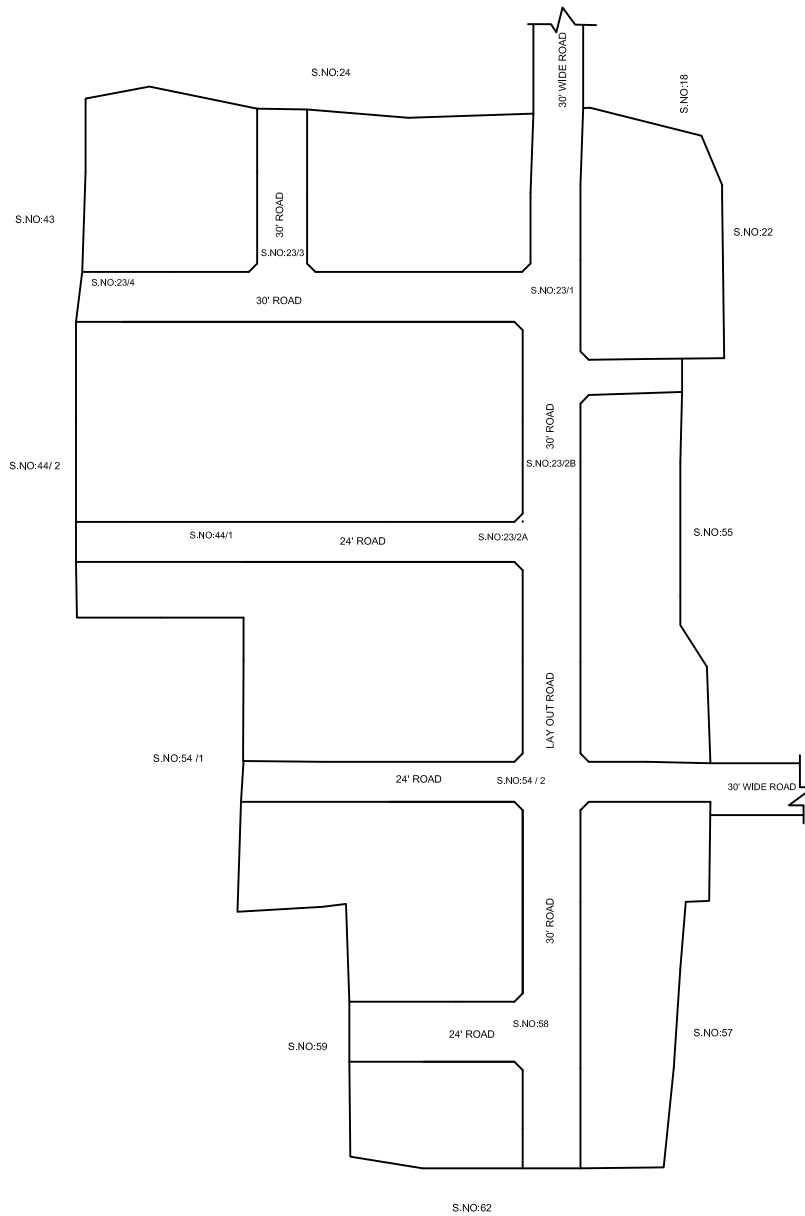 30' WIDE ROAD
S.NO:24
S.NO:18
S.NO:43
30' ROAD
S.NO:22
S.NO:23/3
S.NO:23/4
S.NO:23/1
30' ROAD
30' ROAD
S.NO:44/ 2
S.NO:23/2B
S.NO:44/1
24' ROAD
S.NO:23/2A
S.NO:55
LAY OUT ROAD
S.NO:54 /1
24' ROAD
S.NO:54 / 2
30' WIDE ROAD
30' ROAD
S.NO:58
24' ROAD
S.NO:57
S.NO:59
S.NO:62